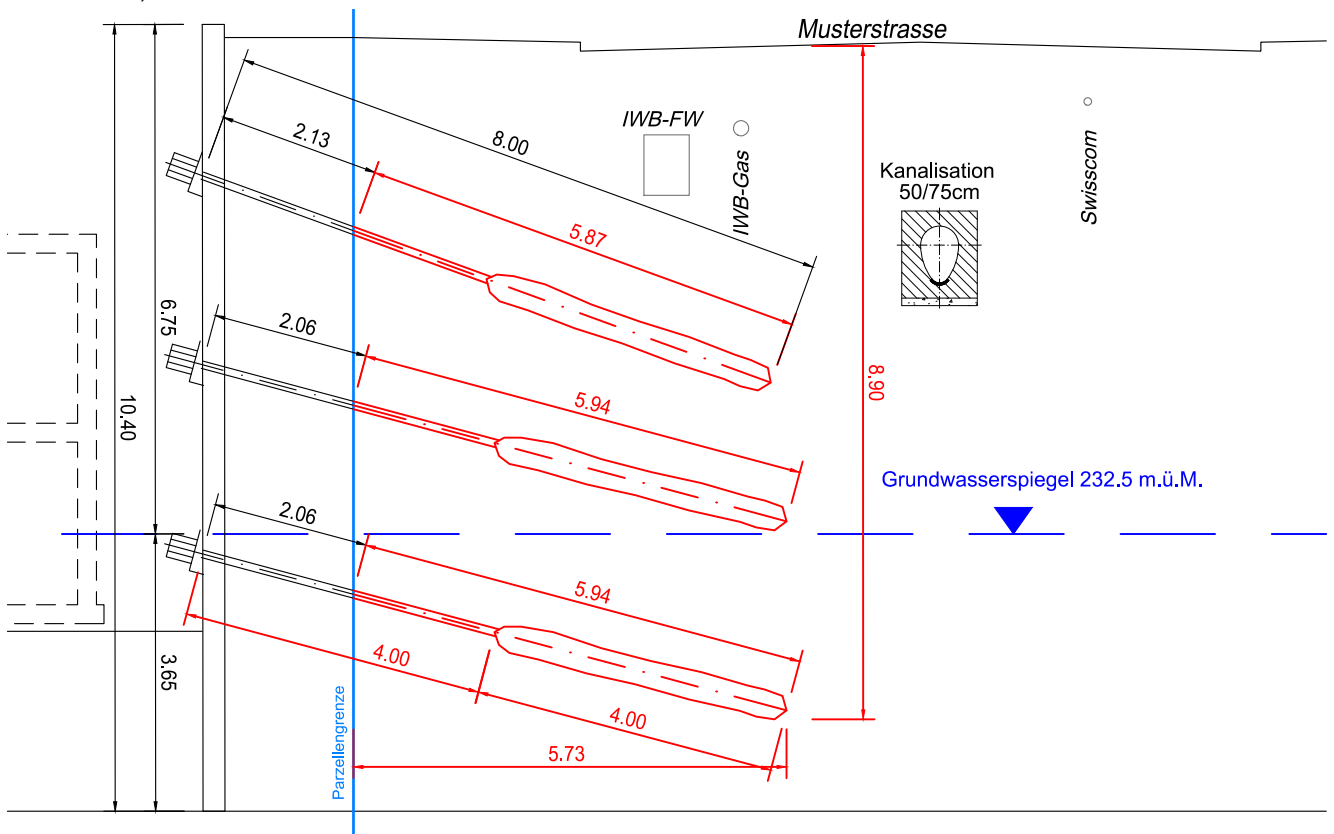 Musterstrasse
IWB-FW
2.13
8.00
IWB-Gas
Swisscom
Kanalisation
50/75cm
5.87
6.75
2.06
10.40
5.94
8.90
Grundwasserspiegel 232.5 m.ü.M.
2.06
5.94
4.00
3.65
4.00
Parzellengrenze
5.73